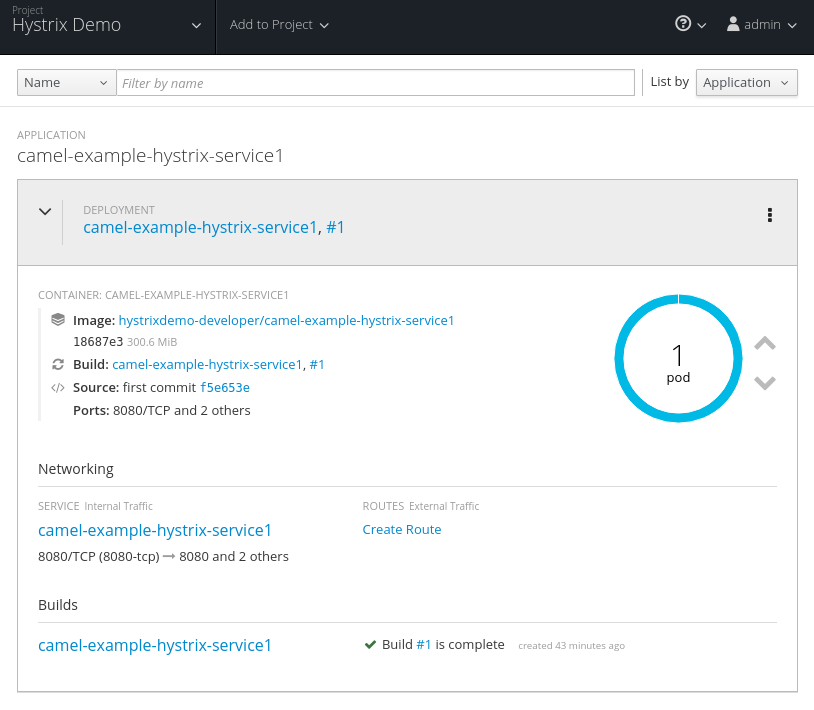 Project
Hystrix Demo
Add to Project
admin
Name
Filter by name
List by
Application
APPLICATION
camel-example-hystrix-service1
DEPLOYMENT
camel-example-hystrix-service1, #1
CONTAINER: CAMEL-EXAMPLE-HYSTRIX-SERVICE1
Image: hystrixdemo-developer/camel-example-hystrix-service1
18687e3 300.6 MiB
Build: camel-example-hystrix-service1, #1
</> Source: first commit f5e653e
Ports: 8080/TCP and 2 others
1
pod
Networking
SERVICE Internal Traffic
camel-example-hystrix-service1
8080/TCP (8080-tcp) → 8080 and 2 others
ROUTES External Traffic
Create Route
Builds
camel-example-hystrix-service1
Build #1 is complete created 43 minutes ago